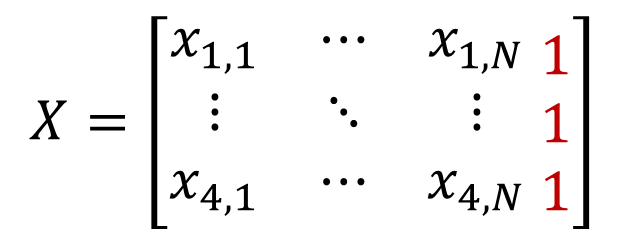 x₁,₁ ⋯ x₁,N 1
X = [ ⋮ ⋱ ⋮ 1 ]
x₄,₁ ⋯ x₄,N 1